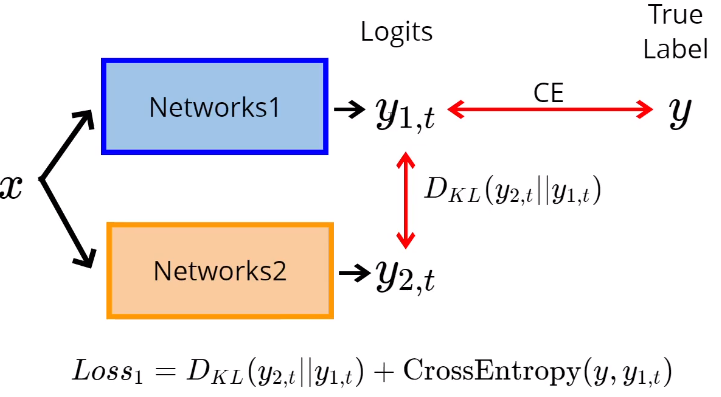 Logits
True
Label
Networks1
y_{1,t}
CE
y
x
D_{KL}(y_{2,t}||y_{1,t})
Networks2
y_{2,t}
Loss_1 = D_{KL}(y_{2,t}||y_{1,t}) + CrossEntropy(y, y_{1,t})